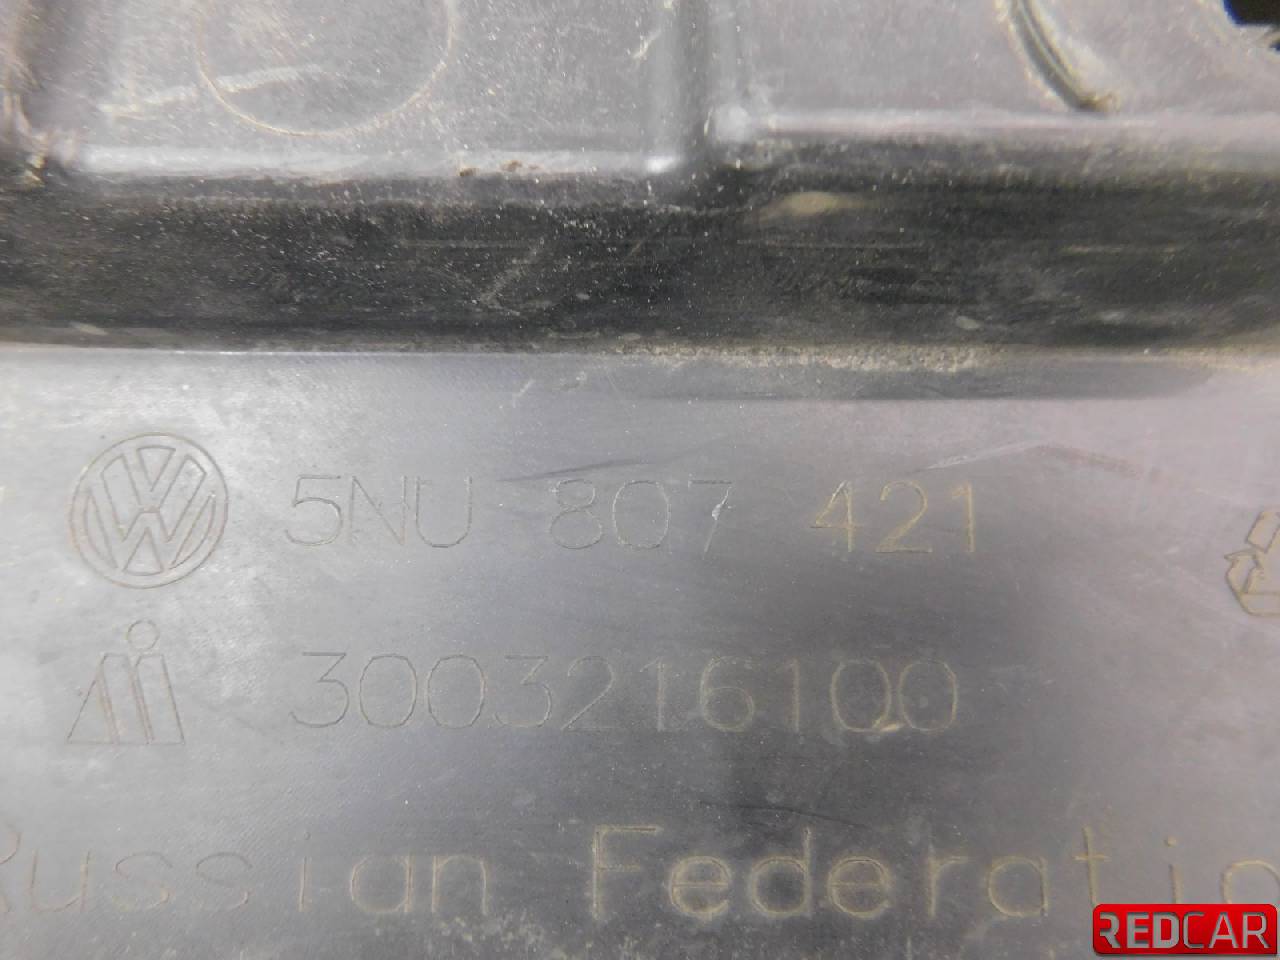 5NU 807 421
3003216100
Russian Federatio
REDCAR